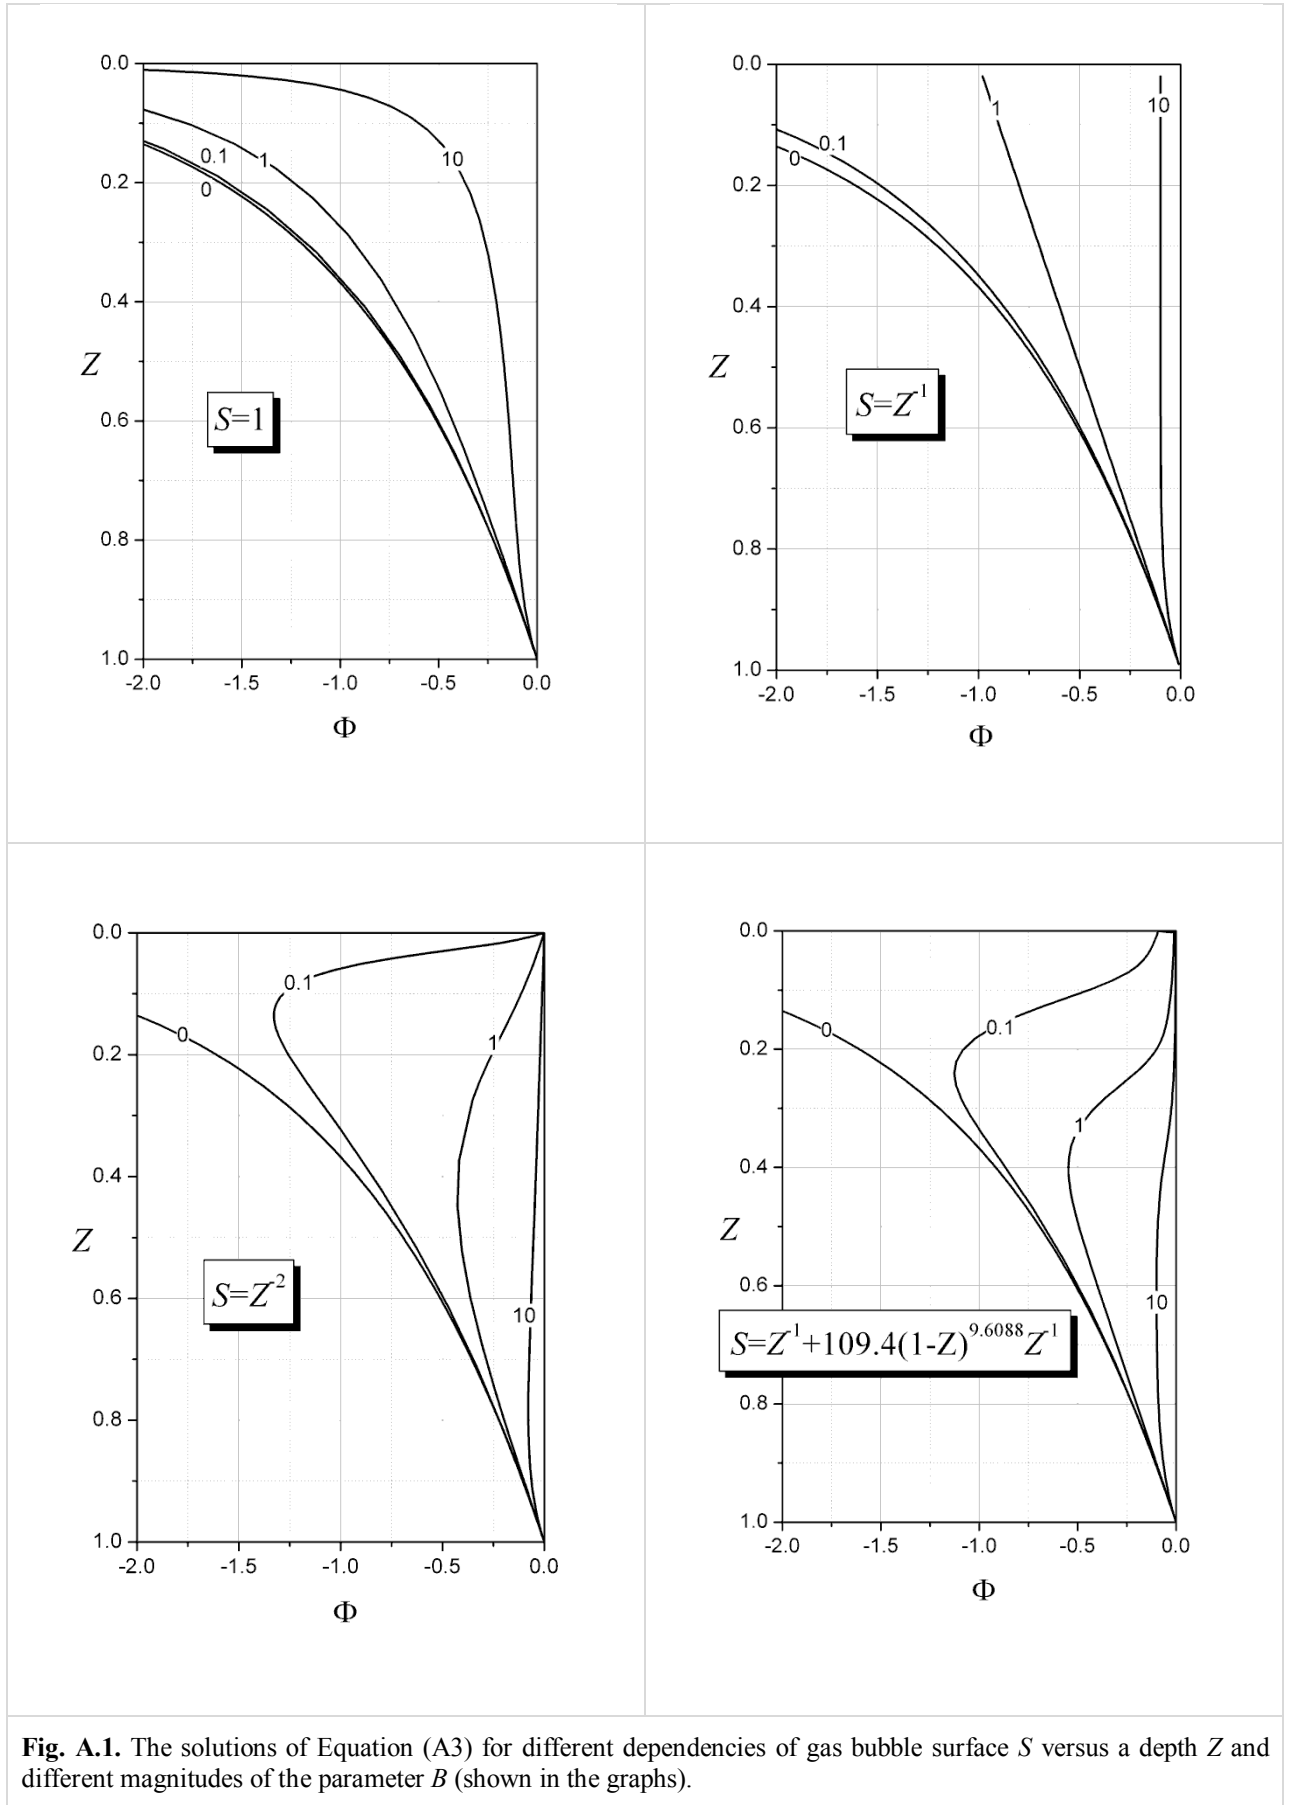 0.0
0.2
0.4
0.6
0.8
1.0
Z
-2.0 -1.5 -1.0 -0.5 0.0
Φ
0.1
0
1
10
S=1
0.0
0.2
0.4
0.6
0.8
1.0
Z
-2.0 -1.5 -1.0 -0.5 0.0
Φ
0
0.1
1
10
S=Z⁻¹
0.0
0.2
0.4
0.6
0.8
1.0
Z
-2.0 -1.5 -1.0 -0.5 0.0
Φ
0
0.1
1
10
S=Z⁻²
0.0
0.2
0.4
0.6
0.8
1.0
Z
-2.0 -1.5 -1.0 -0.5 0.0
Φ
0
0.1
1
10
S=Z⁻¹+109.4(1-Z)⁹·⁶⁰⁸⁸Z⁻¹
Fig. A.1. The solutions of Equation (A3) for different dependencies of gas bubble surface S versus a depth Z and
different magnitudes of the parameter B (shown in the graphs).